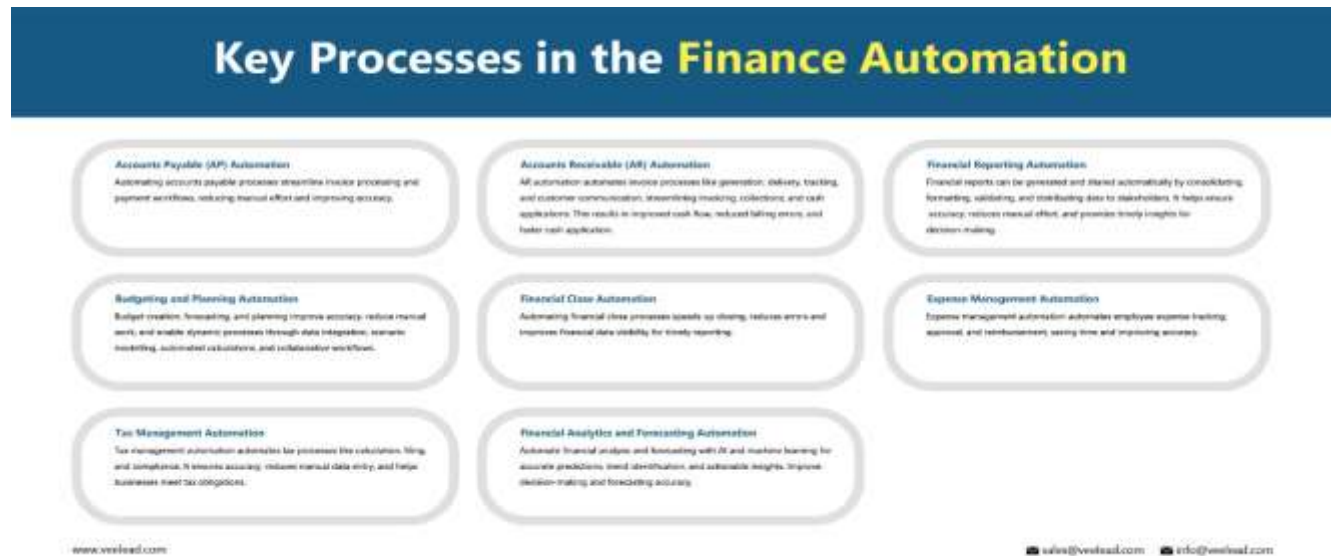 Key Processes in the Finance Automation
Accounts Payable (AP) Automation
Automating accounts payable processes streamline invoice processing and
payment workflows, reducing manual effort and improving accuracy.
Accounts Receivable (AR) Automation
AR automation automates invoice processes like generation, delivery, tracking,
and customer communication, streamlining invoicing, collections, and cash
applications. This results in improved cash flow, reduced billing errors, and
faster cash application.
Financial Reporting Automation
Financial reports can be generated and shared automatically by consolidating,
formatting, validating, and distributing data to stakeholders. It helps ensure
accuracy, reduces manual effort, and provides timely insights for
decision-making.
Budgeting and Planning Automation
Budget creation, forecasting, and planning improve accuracy, reduce manual
work, and enable dynamic processes through data integration, scenario
modelling, automated calculations, and collaborative workflows.
Financial Close Automation
Automating financial close processes speeds up closing, reduces errors and
improves financial data visibility for timely reporting.
Expense Management Automation
Expense management automation automates employee expense tracking,
approval, and reimbursement, saving time and improving accuracy.
Tax Management Automation
Tax management automation automates tax processes like calculation, filing,
and compliance. It ensures accuracy, reduces manual data entry, and helps
businesses meet tax obligations.
Financial Analytics and Forecasting Automation
Automate financial analysis and forecasting with AI and machine learning for
accurate predictions, trend identification, and actionable insights. Improve
decision-making and forecasting accuracy.
www.veelead.com
sales@veelead.com info@veelead.com